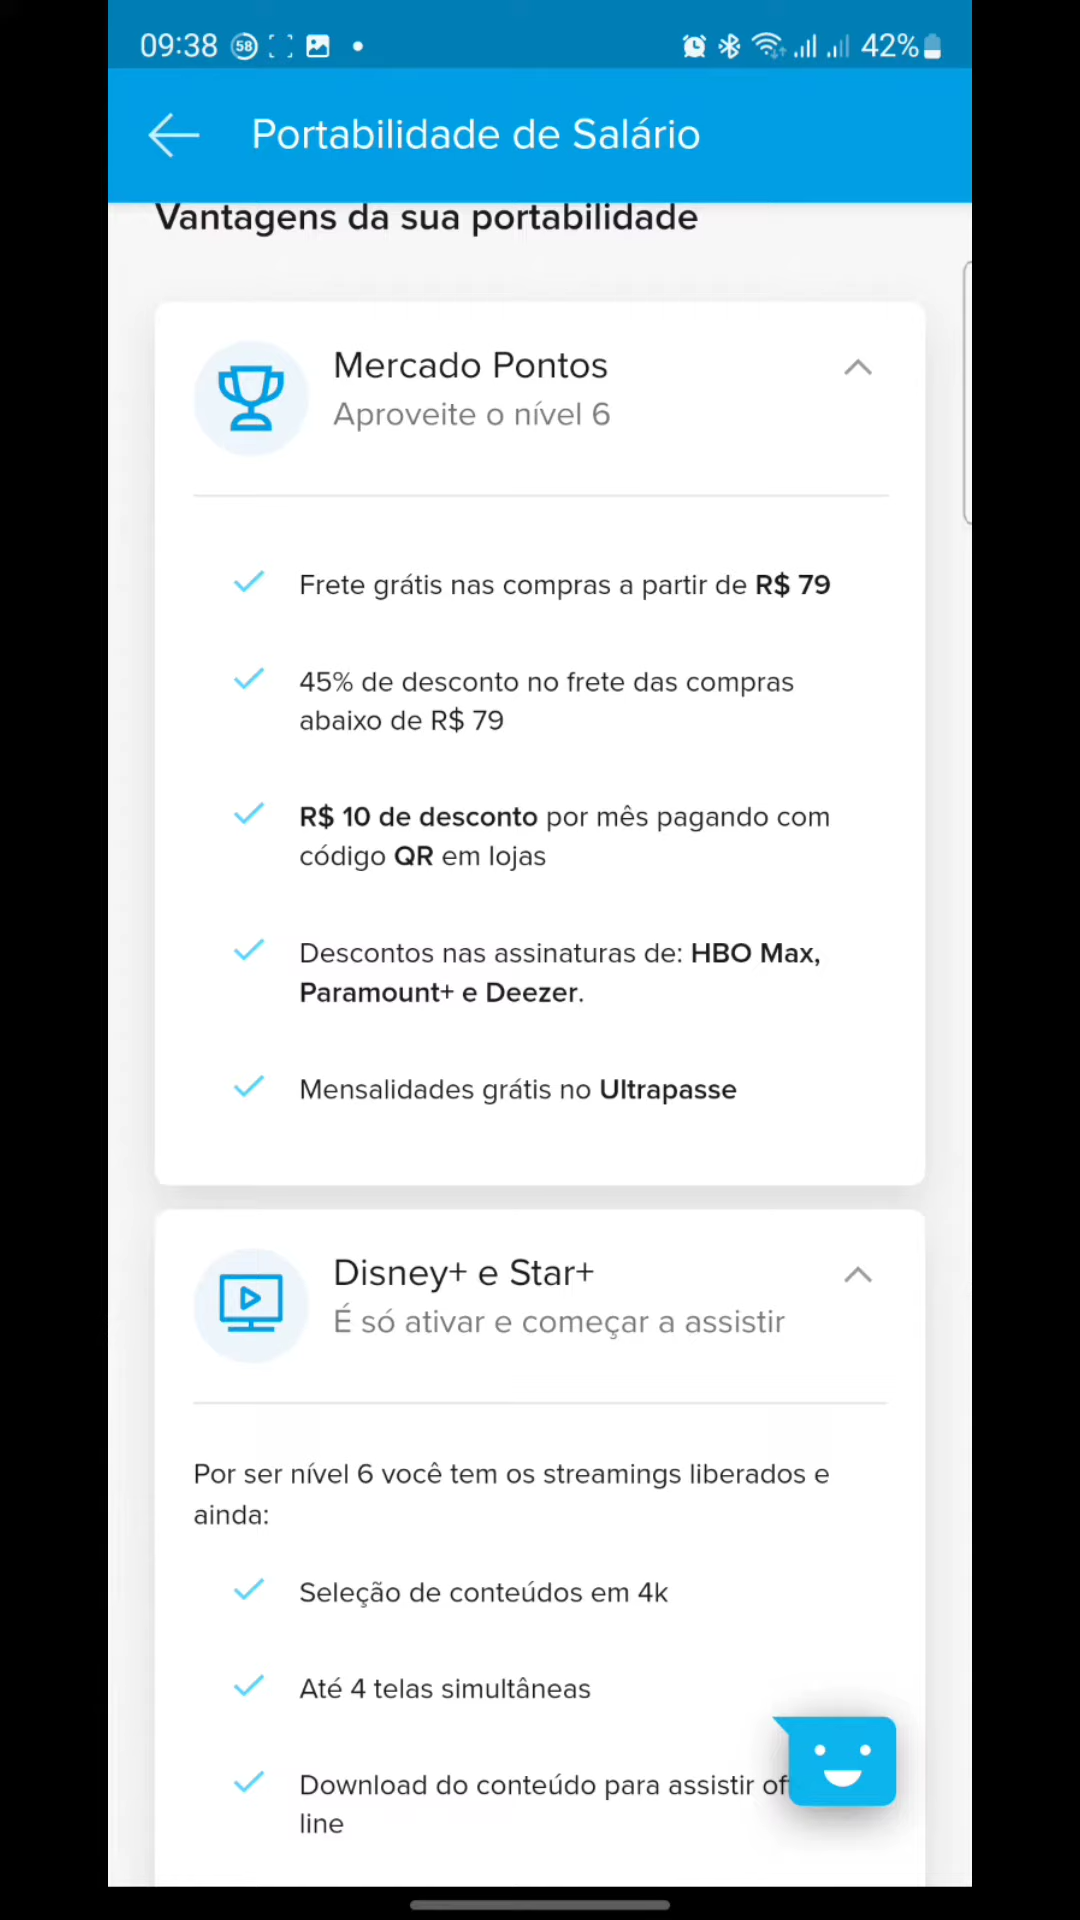 09:38 58 42%
Portabilidade de Salário
Vantagens da sua portabilidade
Mercado Pontos
Aproveite o nível 6
Frete grátis nas compras a partir de R$ 79
45% de desconto no frete das compras
abaixo de R$ 79
R$ 10 de desconto por mês pagando com
código QR em lojas
Descontos nas assinaturas de: HBO Max,
Paramount+ e Deezer.
Mensalidades grátis no Ultrapasse
Disney+ e Star+
É só ativar e começar a assistir
Por ser nível 6 você tem os streamings liberados e
ainda:
Seleção de conteúdos em 4k
Até 4 telas simultâneas
Download do conteúdo para assistir of
line